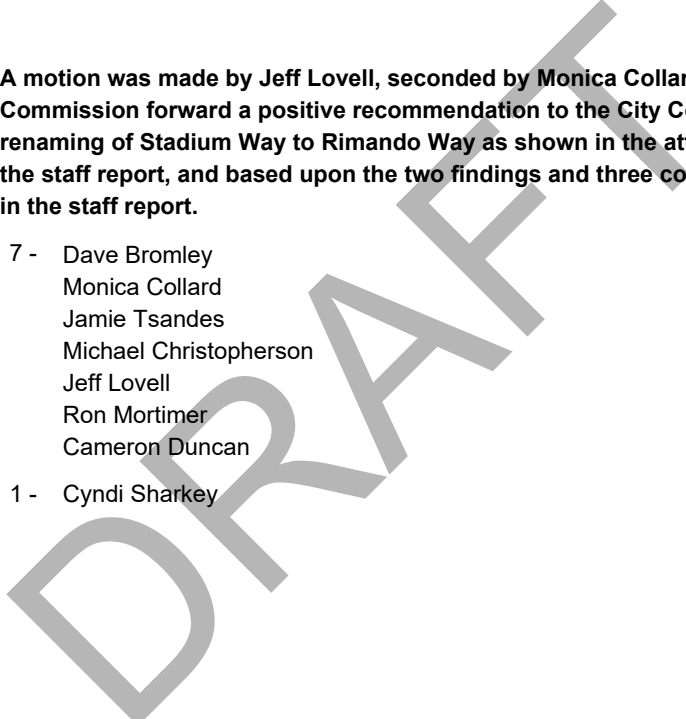 A motion was made by Jeff Lovell, seconded by Monica
Commission forward a positive recommendation to the City
renaming of Stadium Way to Rimando Way as shown in the
the staff report, and based upon the two findings and three
in the staff report.
7 - Dave Bromley
Monica Collard
Jamie Tsandes
Michael Christopherson
Jeff Lovell
Ron Mortimer
Cameron Duncan
1 - Cyndi Sharkey
DRAFT